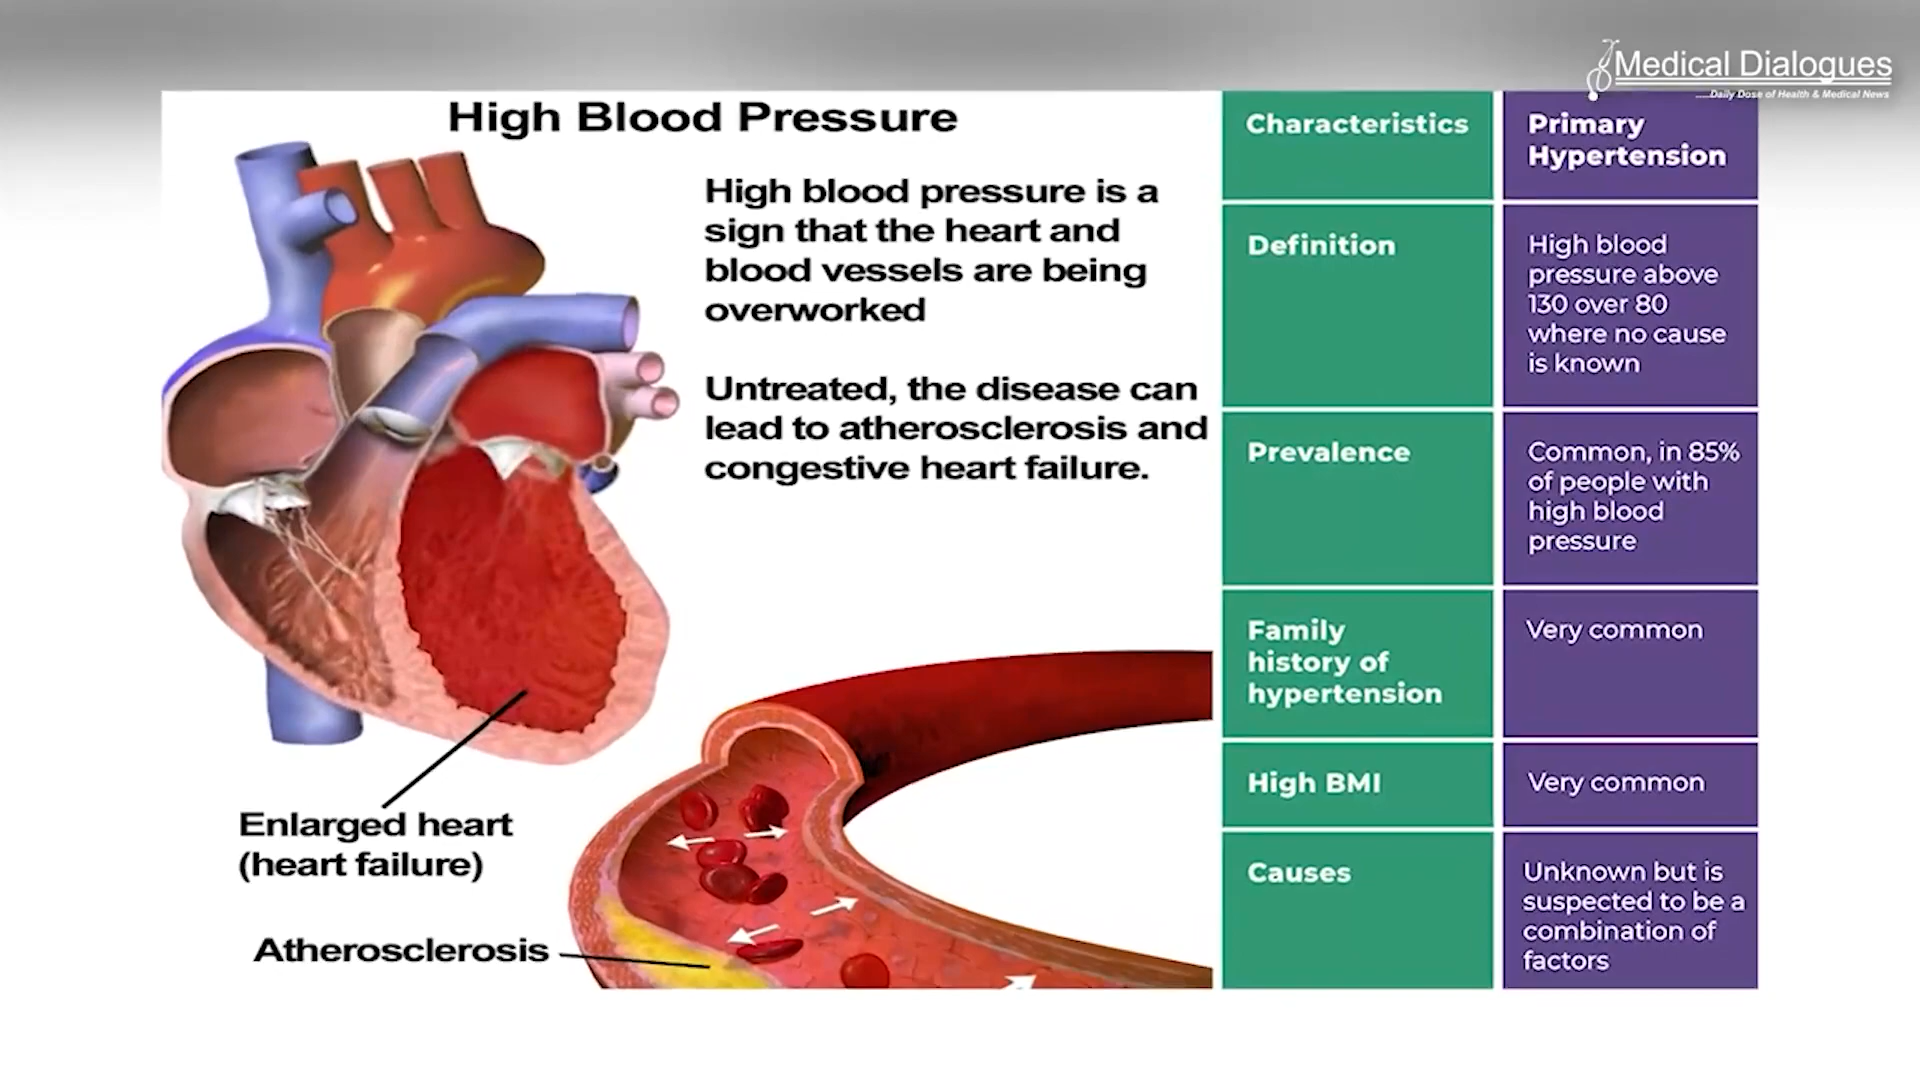 Medical Dialogues
.....Daily Dose of Health & Medical News
High Blood Pressure
High blood pressure is a
sign that the heart and
blood vessels are being
overworked
Untreated, the disease can
lead to atherosclerosis and
congestive heart failure.
Enlarged heart
(heart failure)
Atherosclerosis
Characteristics
Primary
Hypertension
Definition
High blood
pressure above
130 over 80
where no cause
is known
Prevalence
Common, in 85%
of people with
high blood
pressure
Family
history of
hypertension
Very common
High BMI
Very common
Causes
Unknown but is
suspected to be a
combination of
factors